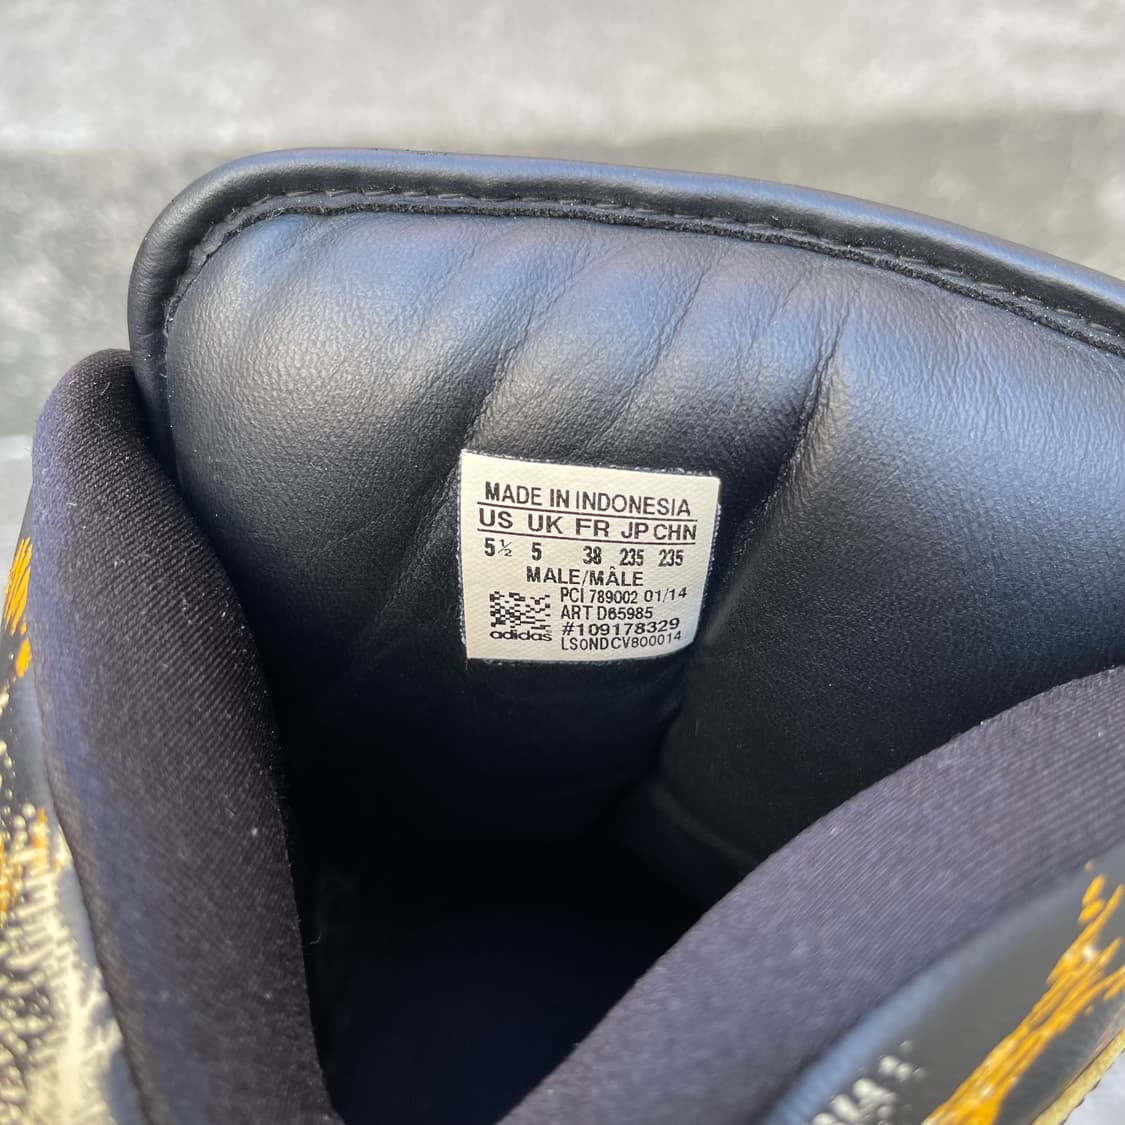 MADE IN INDONESIA
US UK FR JP CHN
5½ 5 38 235 235
MALE/MÂLE
PCI 789002 01/14
ART D65985
#109178329
adidas LSoNDCV800014